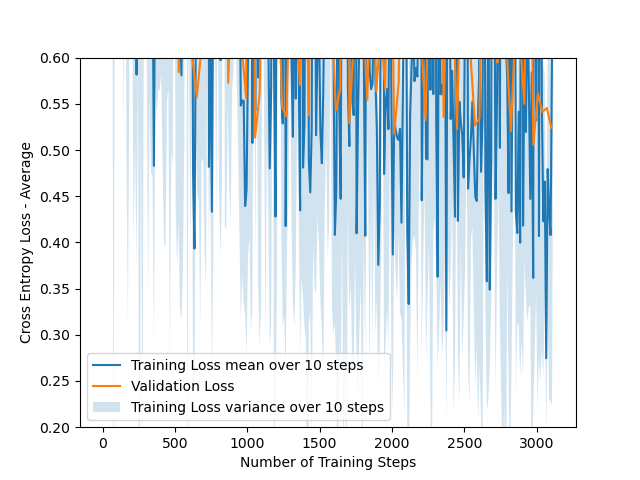 0.60
0.55
0.50
0.45
0.40
0.35
0.30
0.25
0.20
Cross Entropy Loss - Average
Training Loss mean over 10 steps
Validation Loss
Training Loss variance over 10 steps
0 500 1000 1500 2000 2500 3000
Number of Training Steps